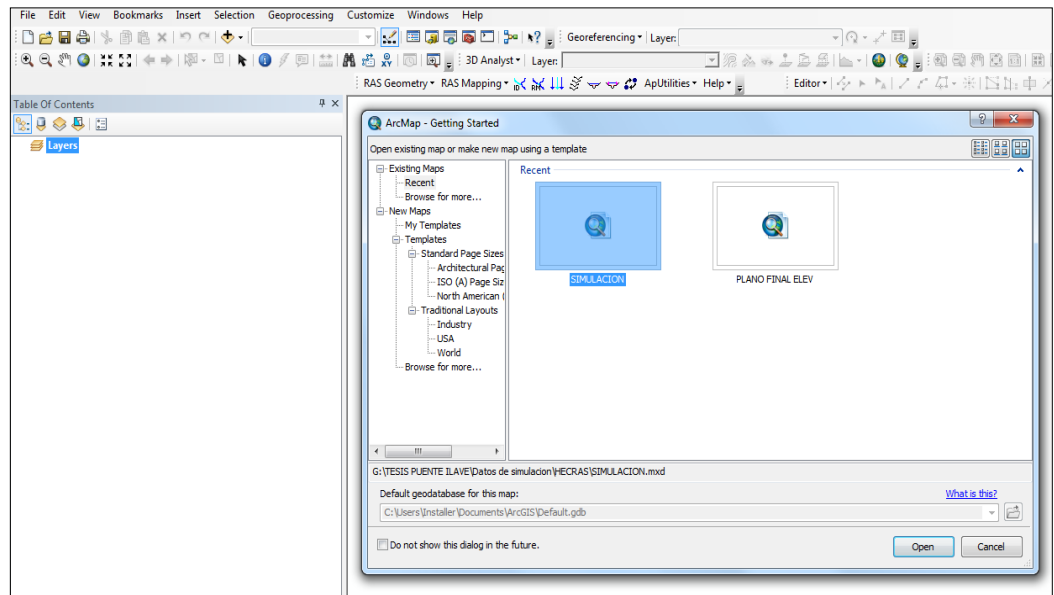 File Edit View Bookmarks Insert Selection Geoprocessing Customize Windows Help
Georeferencing Layer:
3D Analyst Layer:
RAS Geometry RAS Mapping ApUtilities Help Editor
Table Of Contents
Layers
ArcMap - Getting Started
Open existing map or make new map using a template
Existing Maps
Recent
Browse for more...
New Maps
My Templates
Templates
Standard Page Sizes
Architectural Pag
ISO (A) Page Siz
North American (
Traditional Layouts
Industry
USA
World
Browse for more...
Recent
SIMULACION
PLANO FINAL ELEV
G:\TESIS PUENTE ILAVE\Datos de simulacion\HECRAS\SIMULACION.mxd
Default geodatabase for this map:
What is this?
C:\Users\Installer\Documents\ArcGIS\Default.gdb
Do not show this dialog in the future.
Open
Cancel